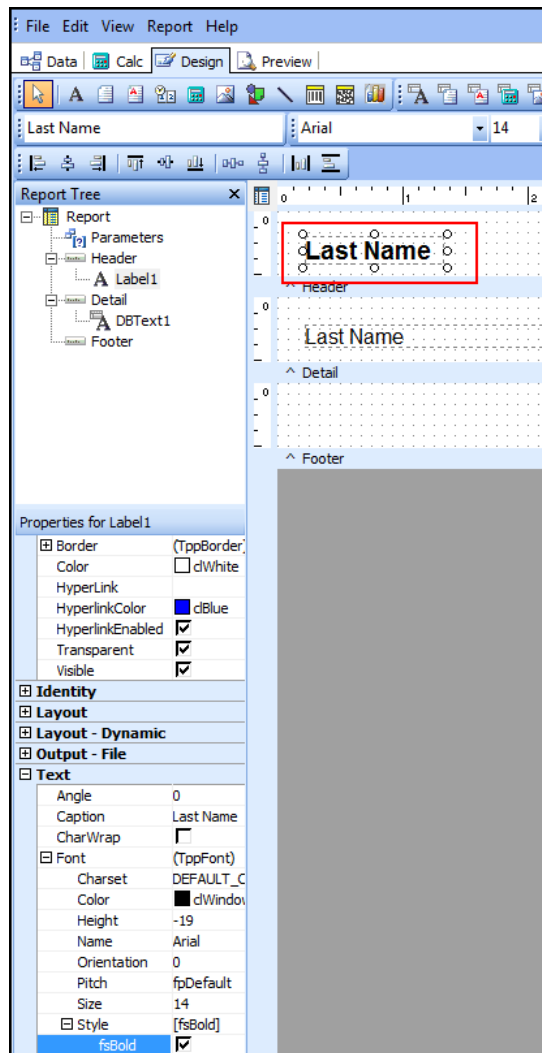 File Edit View Report Help
Data Calc Design Preview
A A
Last Name Arial 14
Report Tree
Report
Parameters
Header
A Label1
Detail
A DBText1
Footer
0 1 2
0
Last Name
^ Header
0
Last Name
^ Detail
0
^ Footer
Properties for Label1
Border (TppBorder)
Color clWhite
HyperLink
HyperlinkColor clBlue
HyperlinkEnabled
Transparent
Visible
Identity
Layout
Layout - Dynamic
Output - File
Text
Angle 0
Caption Last Name
CharWrap
Font (TppFont)
Charset DEFAULT_C
Color clWindow
Height -19
Name Arial
Orientation 0
Pitch fpDefault
Size 14
Style [fsBold]
fsBold